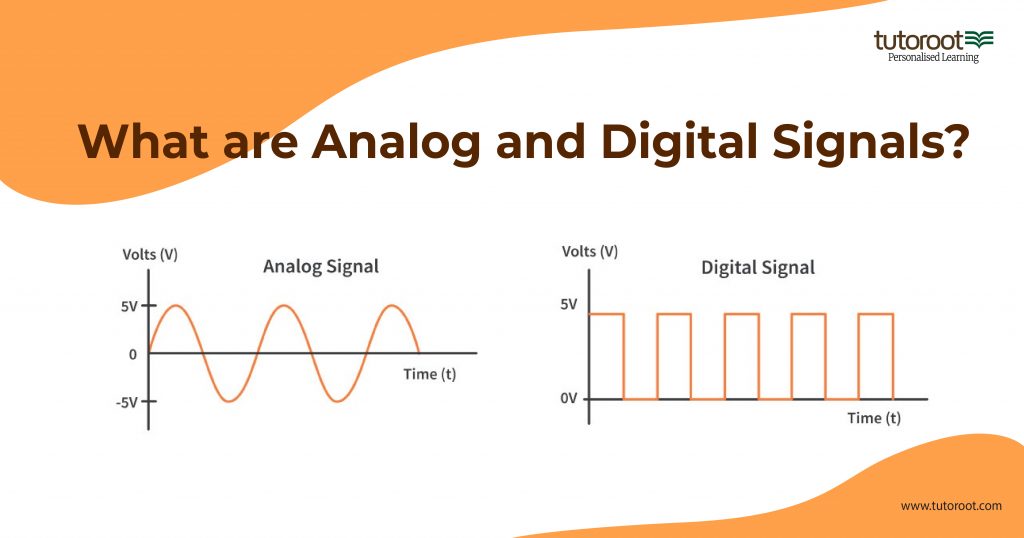 tutoroot
Personalised Learning
What are Analog and Digital Signals?
Volts (V)
Analog Signal
5V
0
Time (t)
-5V
Volts (V)
Digital Signal
5V
0V
Time (t)
www.tutoroot.com